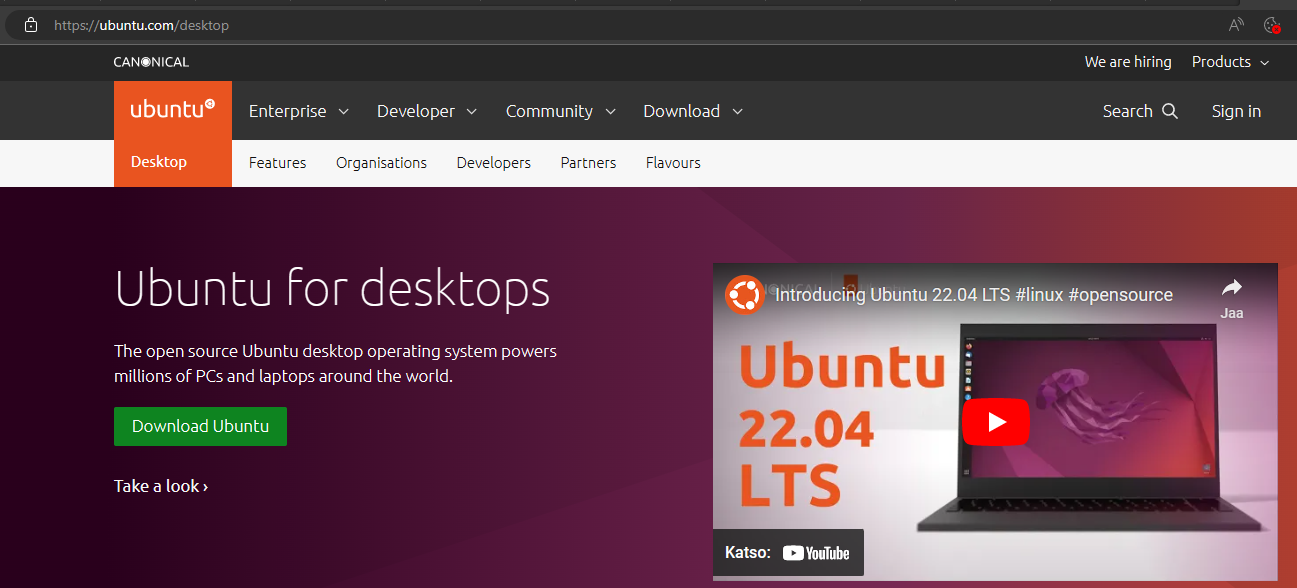 https://ubuntu.com/desktop
CANONICAL
We are hiring Products
ubuntu Enterprise Developer Community Download Search Sign in
Desktop Features Organisations Developers Partners Flavours
Ubuntu for desktops
The open source Ubuntu desktop operating system powers
millions of PCs and laptops around the world.
Download Ubuntu
Take a look ›
Introducing Ubuntu 22.04 LTS #linux #opensource
Jaa
Ubuntu
22.04
LTS
Katso: YouTube